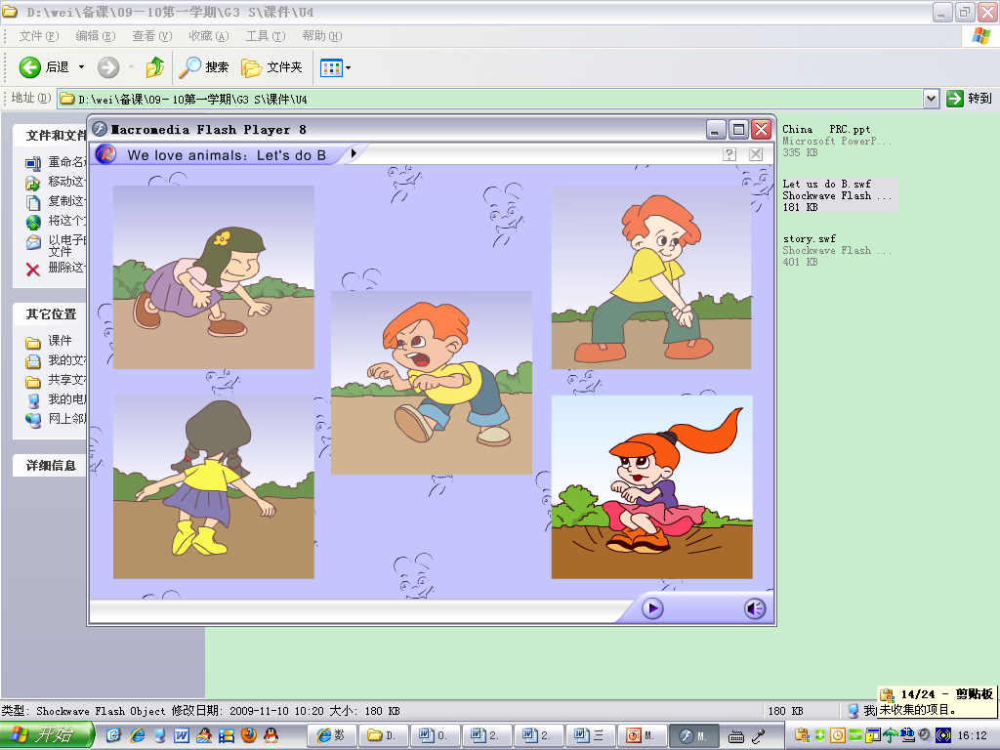 D:\wei\备课\09－10第一学期\G3 S\课件\U4
文件(F) 编辑(E) 查看(V) 收藏(A) 工具(T) 帮助(H)
后退 搜索 文件夹
地址(D) D:\wei\备课\09－10第一学期\G3 S\课件\U4 转到
Macromedia Flash Player 8
We love animals: Let's do B
文件和文件
重命名
移动这
复制这
将这个
以电子
文件
删除这
其它位置
课件
我的文
共享文
我的电
网上邻
详细信息
China PRC.ppt
Microsoft PowerP...
335 KB
Let us do B.swf
Shockwave Flash ...
181 KB
story.swf
Shockwave Flash ...
401 KB
类型: Shockwave Flash Object 修改日期: 2009-11-10 10:20 大小: 180 KB 180 KB 我
14/24 - 剪贴板
未收集的项目。
开始 数 D. O. 2. 2. 三 M. M. 16:12